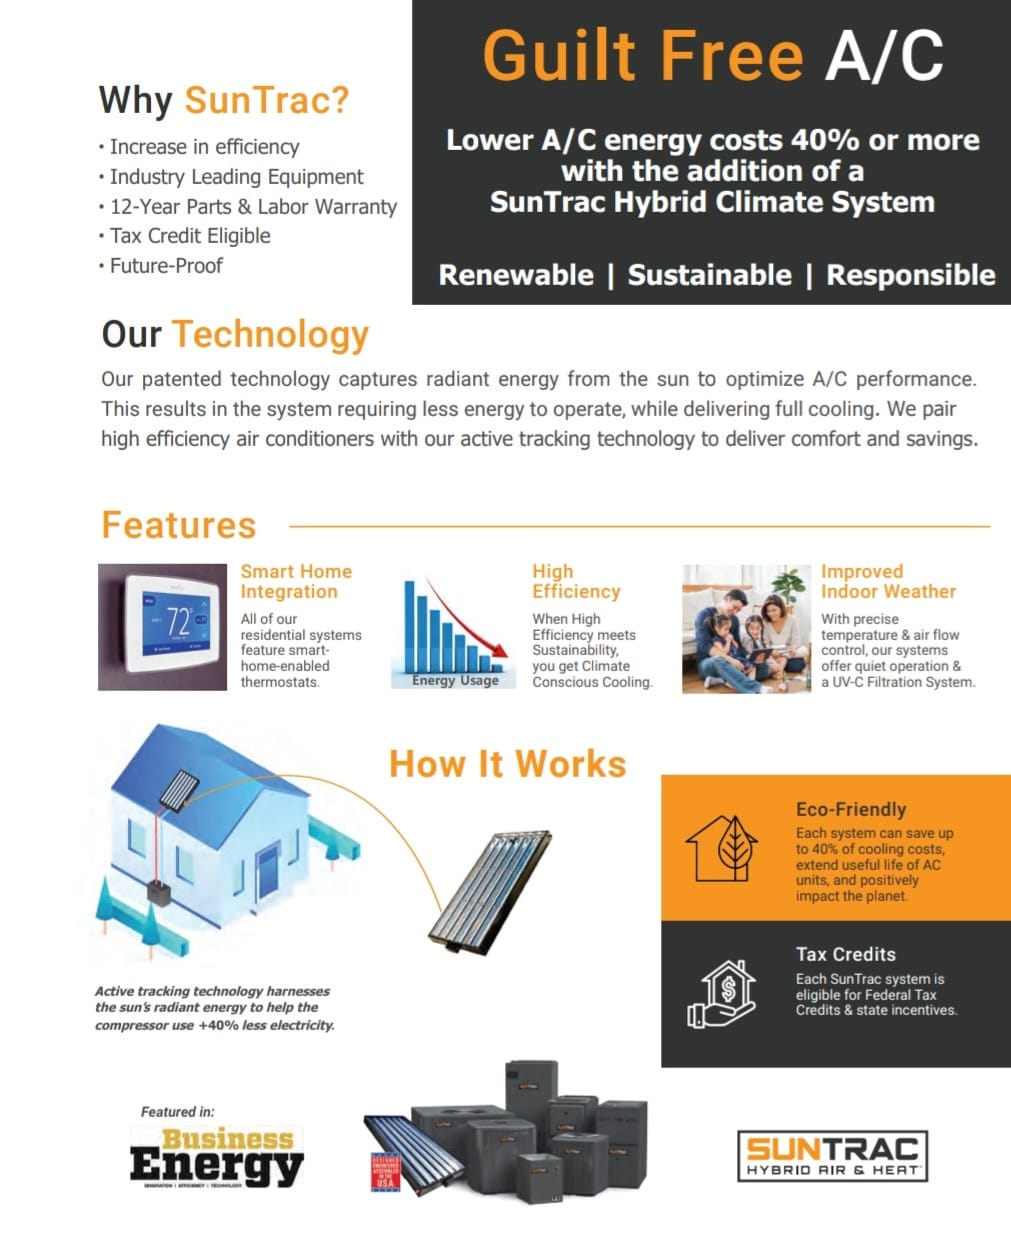 Guilt Free A/C
Lower A/C energy costs 40% or more
with the addition of a
SunTrac Hybrid Climate System
Renewable | Sustainable | Responsible
Why SunTrac?
• Increase in efficiency
• Industry Leading Equipment
• 12-Year Parts & Labor Warranty
• Tax Credit Eligible
• Future-Proof
Our Technology
Our patented technology captures radiant energy from the sun to optimize A/C performance.
This results in the system requiring less energy to operate, while delivering full cooling. We pair
high efficiency air conditioners with our active tracking technology to deliver comfort and savings.
Features
72°
Smart Home
Integration
All of our
residential systems
feature smart-
home-enabled
thermostats.
Energy Usage
High
Efficiency
When High
Efficiency meets
Sustainability,
you get Climate
Conscious Cooling.
Improved
Indoor Weather
With precise
temperature & air flow
control, our systems
offer quiet operation &
a UV-C Filtration System.
How It Works
Active tracking technology harnesses
the sun's radiant energy to help the
compressor use +40% less electricity.
Eco-Friendly
Each system can save up
to 40% of cooling costs,
extend useful life of AC
units, and positively
impact the planet.
$
Tax Credits
Each SunTrac system is
eligible for Federal Tax
Credits & state incentives.
Featured in:
Business
Energy
GENERATION | EFFICIENCY | TECHNOLOGY
DESIGNED
ENGINEERED
ASSEMBLED
IN THE
USA
SUNTRAC
HYBRID AIR & HEAT